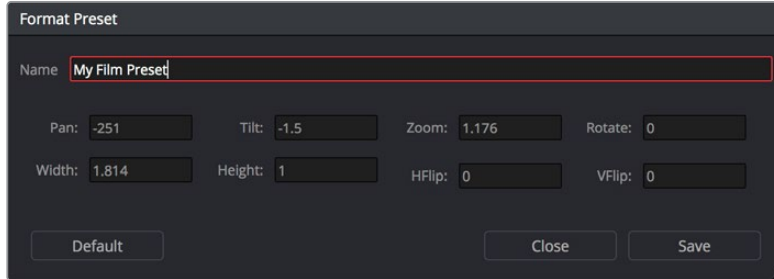 Format Preset
Name My Film Preset
Pan: -251 Tilt: -1.5 Zoom: 1.176 Rotate: 0
Width: 1.814 Height: 1 HFlip: 0 VFlip: 0
Default Close Save